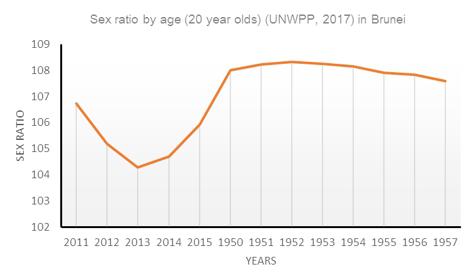 Sex ratio by age (20 year olds) (UNWPP, 2017) in Brunei
109
108
107
106
105
104
103
102
SEX RATIO
2011 2012 2013 2014 2015 1950 1951 1952 1953 1954 1955 1956 1957
YEARS